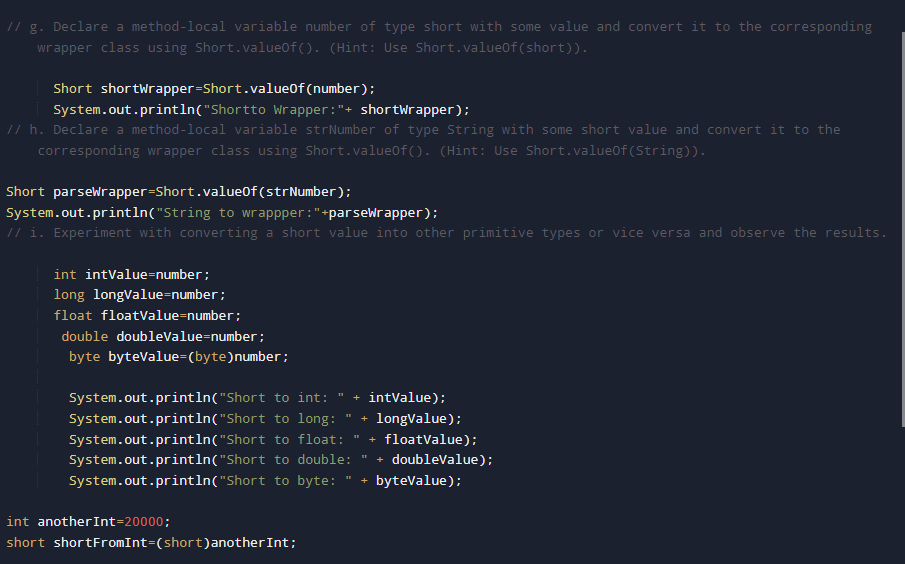 // g. Declare a method-local variable number of type short with some value and convert it to the corresponding
wrapper class using Short.valueOf(). (Hint: Use Short.valueOf(short)).
Short shortWrapper=Short.valueOf(number);
System.out.println("Shortto Wrapper:"+ shortWrapper);
// h. Declare a method-local variable strNumber of type String with some short value and convert it to the
corresponding wrapper class using Short.valueOf(). (Hint: Use Short.valueOf(String)).
Short parseWrapper=Short.valueOf(strNumber);
System.out.println("String to wrappper:"+parseWrapper);
// i. Experiment with converting a short value into other primitive types or vice versa and observe the results.
int intValue=number;
long longValue=number;
float floatValue=number;
double doubleValue=number;
byte byteValue=(byte)number;
System.out.println("Short to int: " + intValue);
System.out.println("Short to long: " + longValue);
System.out.println("Short to float: " + floatValue);
System.out.println("Short to double: " + doubleValue);
System.out.println("Short to byte: " + byteValue);
int anotherInt=20000;
short shortFromInt=(short)anotherInt;